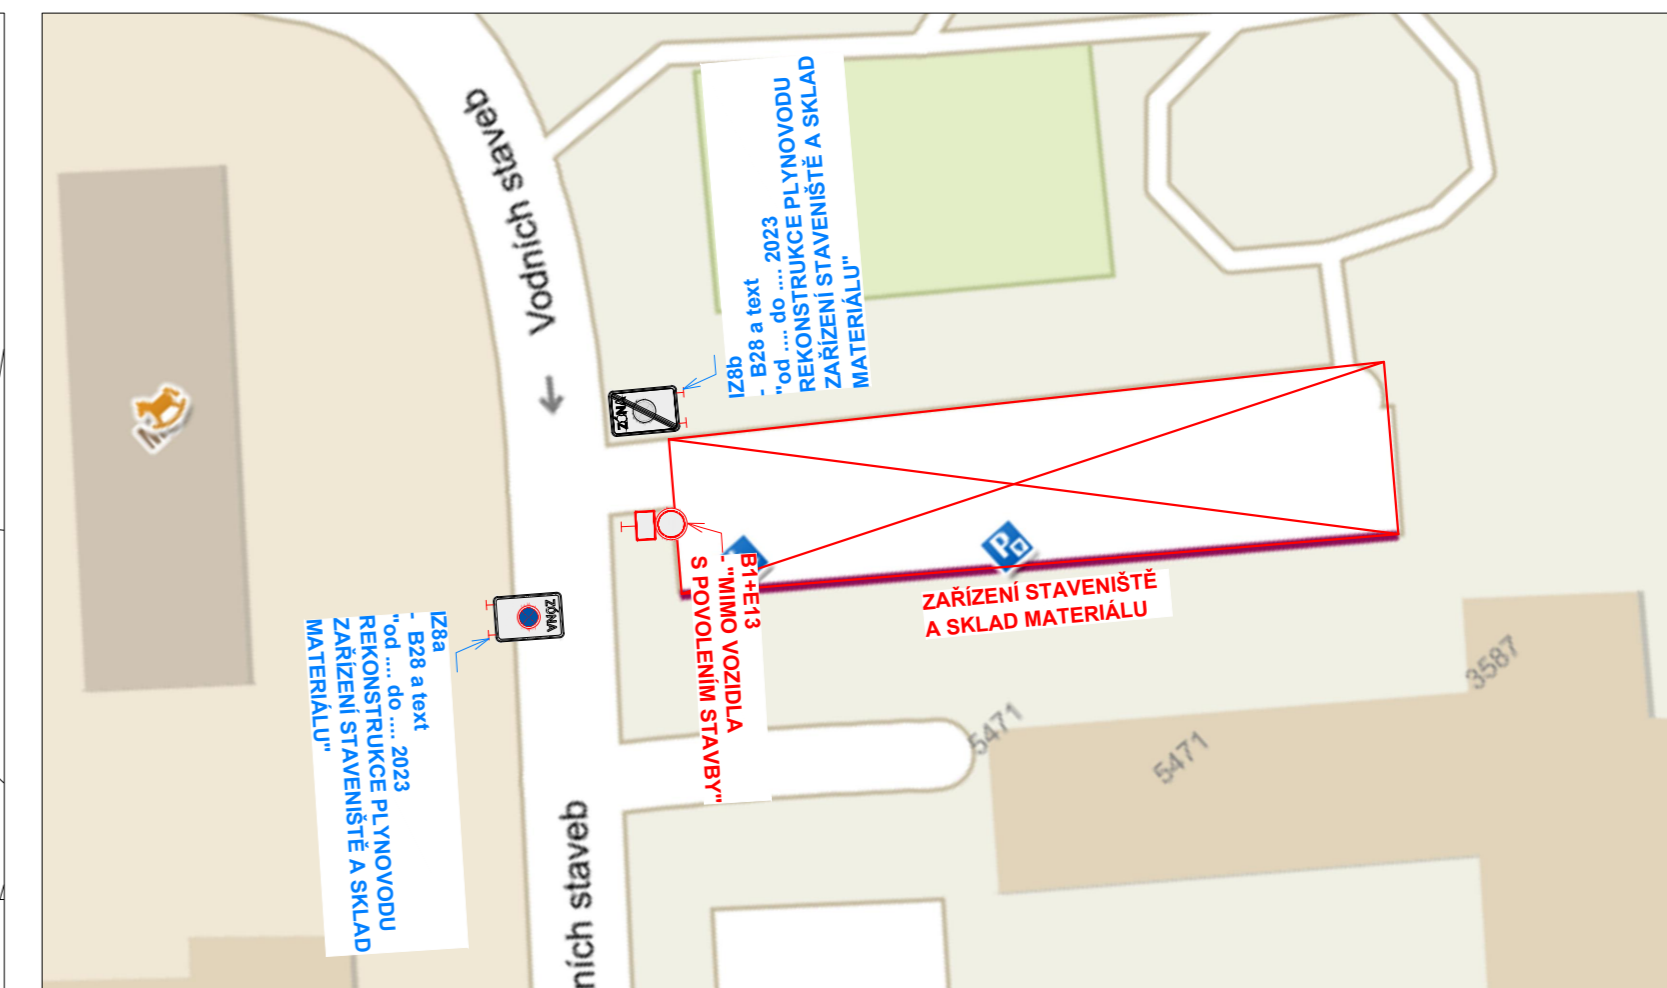 Vodních staveb
IZ8b
- B28 a text
"od .... do .... 2023
REKONSTRUKCE PLYNOVODU
ZAŘÍZENÍ STAVENIŠTĚ A SKLAD
MATERIÁLU"
ZÓNA
B1+E13
- "MIMO VOZIDLA
S POVOLENÍM STAVBY"
P
ZAŘÍZENÍ STAVENIŠTĚ
A SKLAD MATERIÁLU
ZÓNA
IZ8a
- B28 a text
"od .... do .... 2023
REKONSTRUKCE PLYNOVODU
ZAŘÍZENÍ STAVENIŠTĚ A SKLAD
MATERIÁLU"
3587
5471
5471
ních staveb